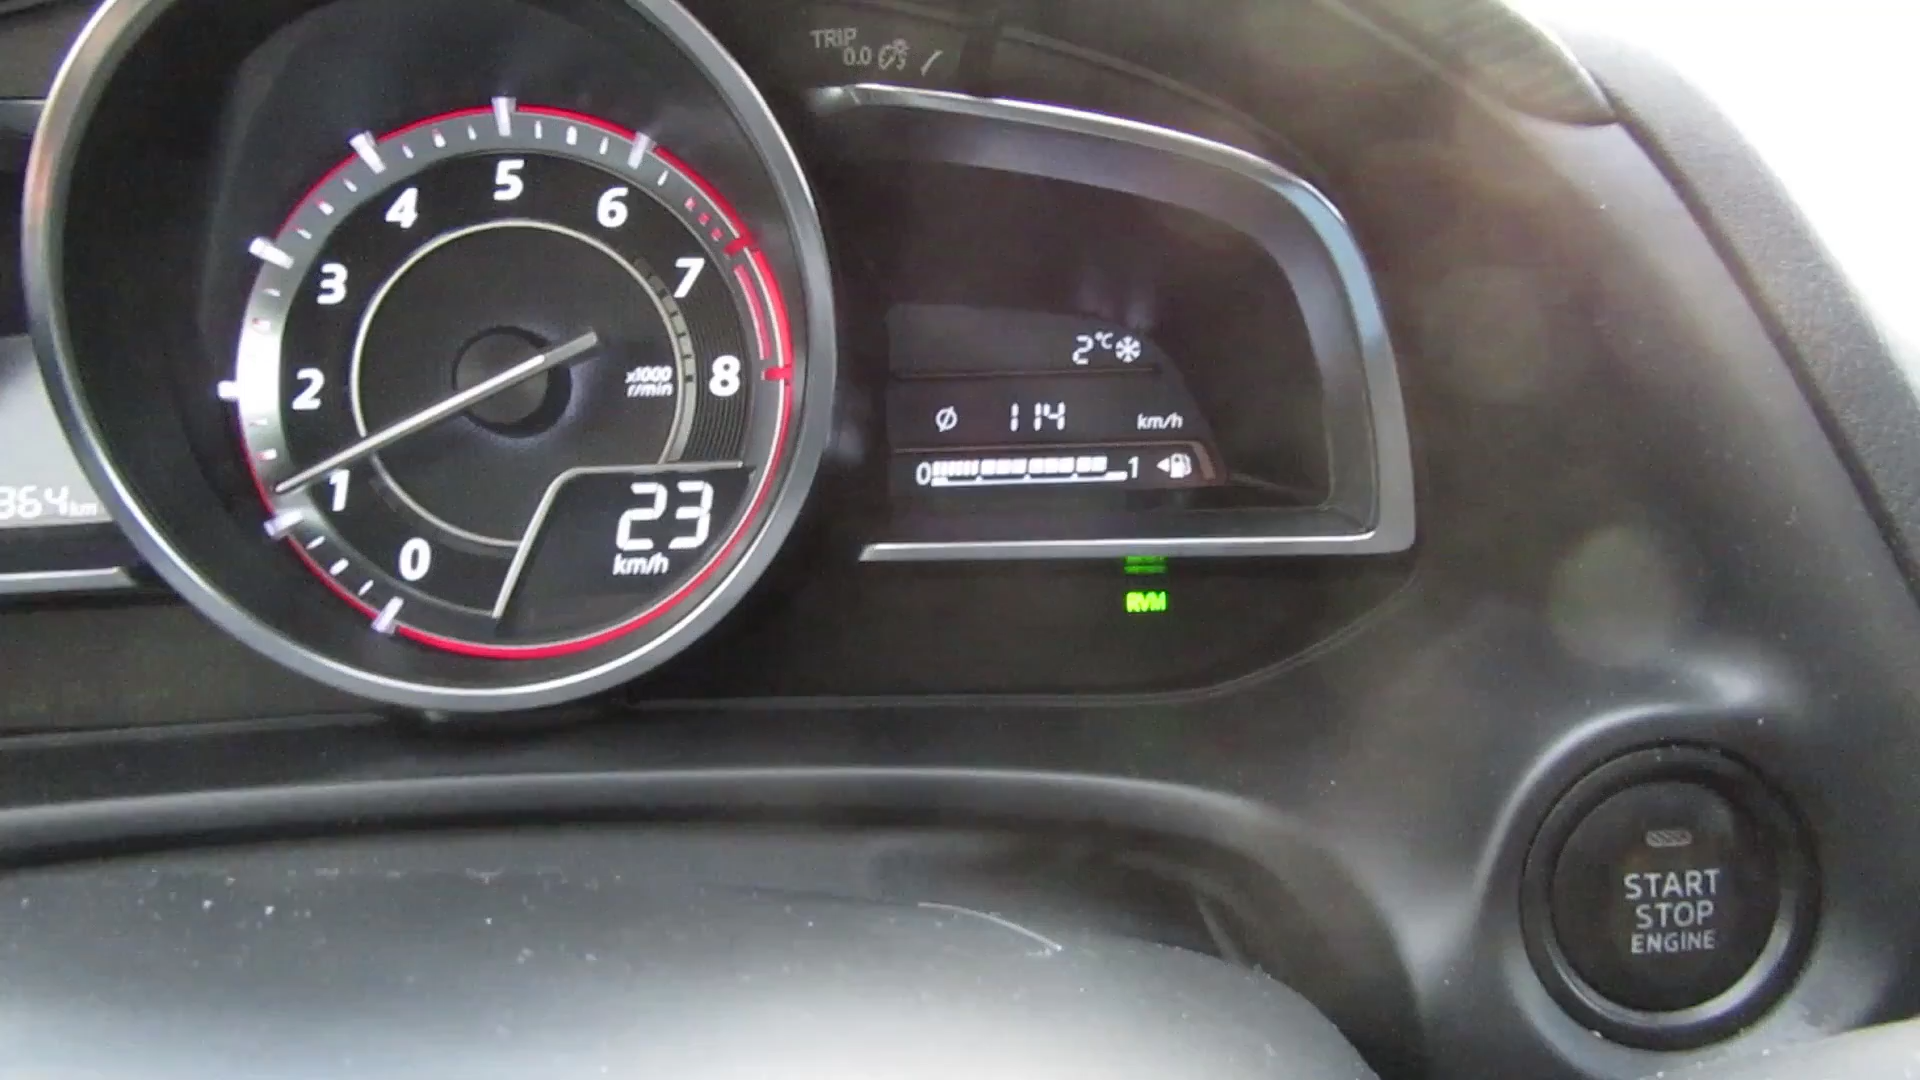 TRIP
0.0
5
4
6
3
7
2
8
x1000
r/min
1
0
23
km/h
2°C
Ø 114 km/h
0 1
364 km
RVM
START
STOP
ENGINE